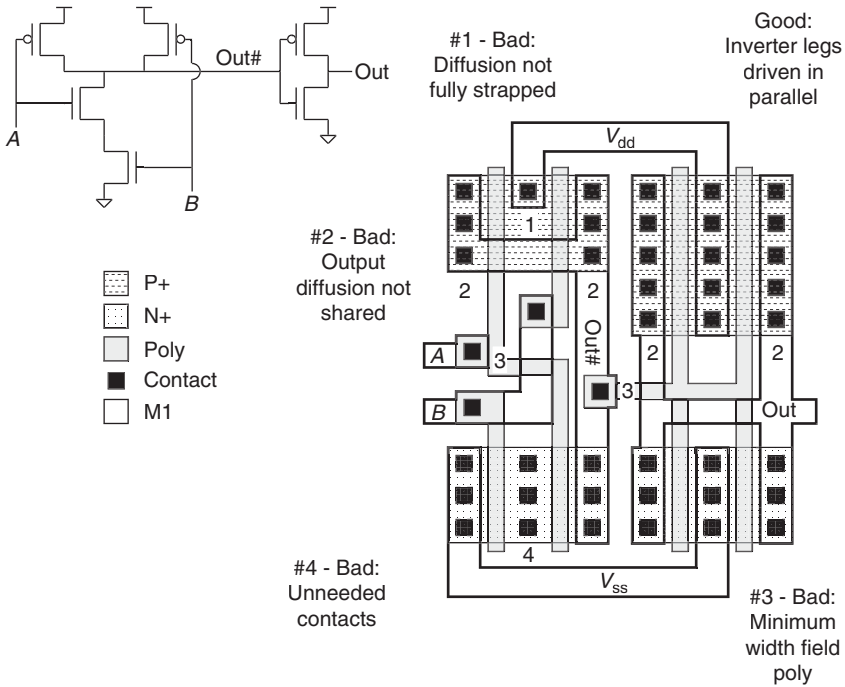 Out#
Out
A
B
#1 - Bad:
Diffusion not
fully strapped
Good:
Inverter legs
driven in
parallel
Vdd
1
#2 - Bad:
Output
diffusion not
shared
2
2
2
2
P+
N+
Poly
Contact
M1
A
3
Out#
3
B
Out
4
Vss
#4 - Bad:
Unneeded
contacts
#3 - Bad:
Minimum
width field
poly